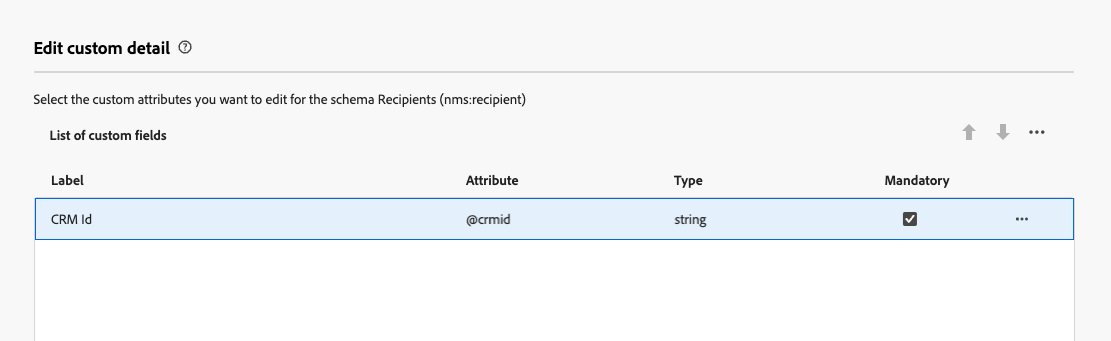 Edit custom detail
Select the custom attributes you want to edit for the schema Recipients (nms:recipient)
List of custom fields
Label Attribute Type Mandatory
CRM Id @crmid string